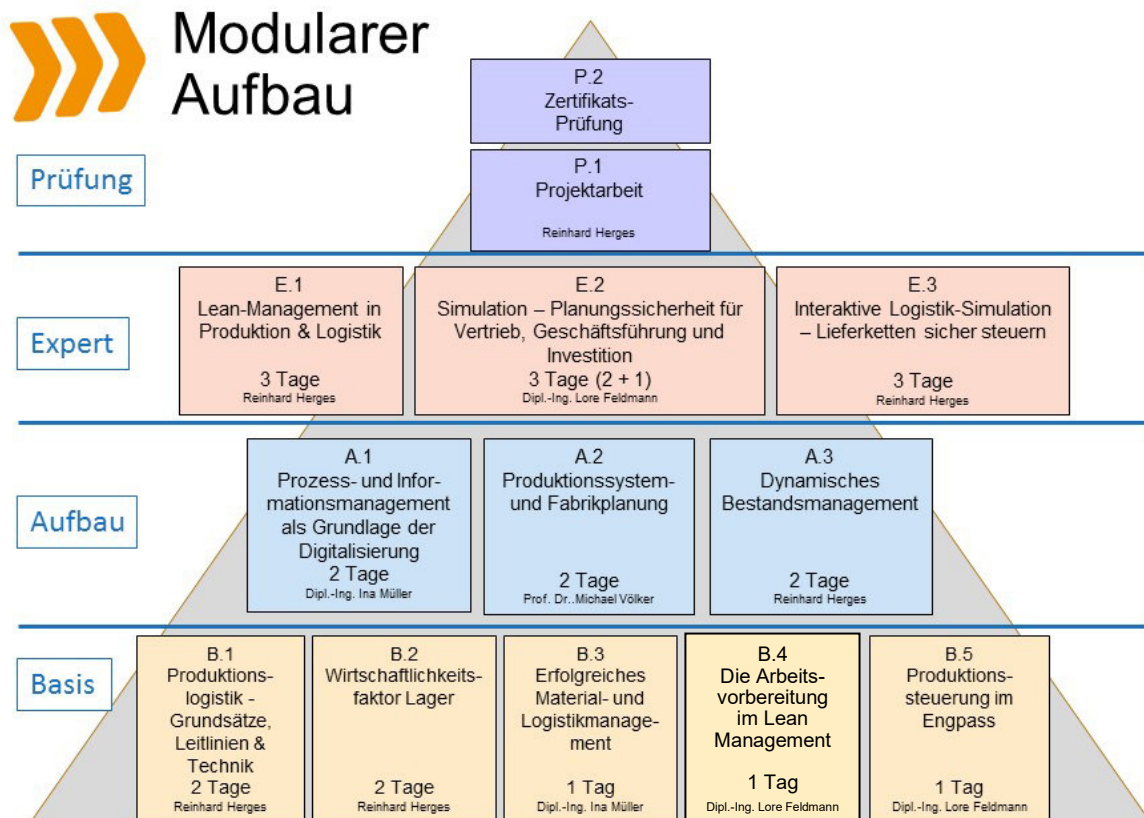 Modularer
Aufbau
P.2
Zertifikats-
Prüfung
Prüfung
P.1
Projektarbeit
Reinhard Herges
Expert
E.1
Lean-Management in
Produktion & Logistik
3 Tage
Reinhard Herges
E.2
Simulation – Planungssicherheit für
Vertrieb, Geschäftsführung und
Investition
3 Tage (2 + 1)
Dipl.-Ing. Lore Feldmann
E.3
Interaktive Logistik-Simulation
– Lieferketten sicher steuern
3 Tage
Reinhard Herges
Aufbau
A.1
Prozess- und Infor-
mationsmanagement
als Grundlage der
Digitalisierung
2 Tage
Dipl.-Ing. Ina Müller
A.2
Produktionssystem-
und Fabrikplanung
2 Tage
Prof. Dr..Michael Völker
A.3
Dynamisches
Bestandsmanagement
2 Tage
Reinhard Herges
Basis
B.1
Produktions-
logistik -
Grundsätze,
Leitlinien &
Technik
2 Tage
Reinhard Herges
B.2
Wirtschaftlichkeits-
faktor Lager
2 Tage
Reinhard Herges
B.3
Erfolgreiches
Material- und
Logistikmanage-
ment
1 Tag
Dipl.-Ing. Ina Müller
B.4
Die Arbeits-
vorbereitung
im Lean
Management
1 Tag
Dipl.-Ing. Lore Feldmann
B.5
Produktions-
steuerung im
Engpass
1 Tag
Dipl.-Ing. Lore Feldmann